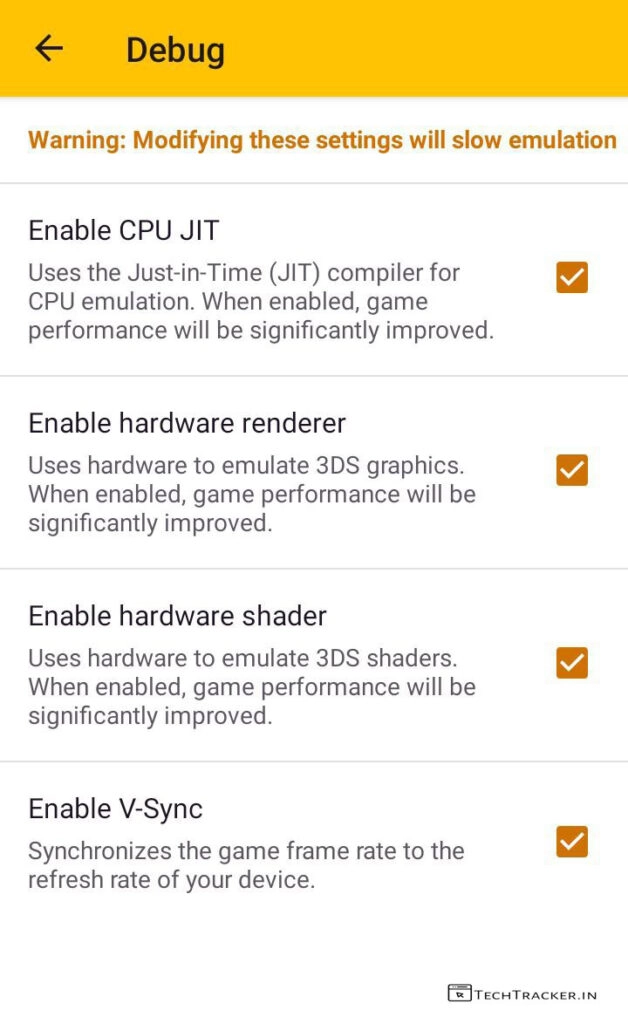 Debug
Warning: Modifying these settings will slow emulation
Enable CPU JIT
Uses the Just-in-Time (JIT) compiler for
CPU emulation. When enabled, game
performance will be significantly improved.
Enable hardware renderer
Uses hardware to emulate 3DS graphics.
When enabled, game performance will be
significantly improved.
Enable hardware shader
Uses hardware to emulate 3DS shaders.
When enabled, game performance will be
significantly improved.
Enable V-Sync
Synchronizes the game frame rate to the
refresh rate of your device.
TECHTRACKER.IN